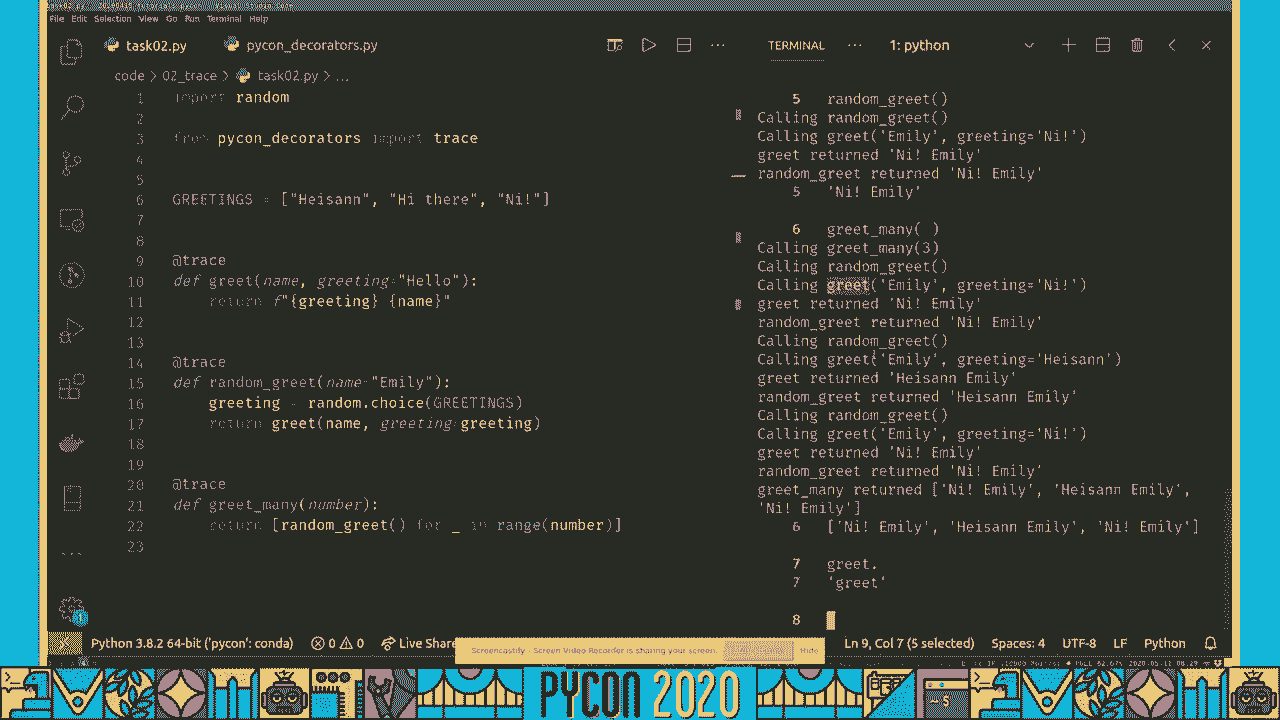 File Edit Selection View Go Run Terminal Help
task02.py pycon_decorators.py
code > 02_trace > task02.py > ...
1 import random
2
3 from pycon_decorators import trace
4
5
6 GREETINGS = ["Heisann", "Hi there", "Ni!"]
7
8
9 @trace
10 def greet(name, greeting="Hello"):
11 return f"{greeting} {name}"
12
13
14 @trace
15 def random_greet(name="Emily"):
16 greeting = random.choice(GREETINGS)
17 return greet(name, greeting=greeting)
18
19
20 @trace
21 def greet_many(number):
22 return [random_greet() for _ in range(number)]
23
TERMINAL ... 1: python
5 random_greet()
Calling random_greet()
Calling greet('Emily', greeting='Ni!')
greet returned 'Ni! Emily'
random_greet returned 'Ni! Emily'
5 'Ni! Emily'
6 greet_many( )
Calling greet_many(3)
Calling random_greet()
Calling greet('Emily', greeting='Ni!')
greet returned 'Ni! Emily'
random_greet returned 'Ni! Emily'
Calling random_greet()
Calling greet('Emily', greeting='Heisann')
greet returned 'Heisann Emily'
random_greet returned 'Heisann Emily'
Calling random_greet()
Calling greet('Emily', greeting='Ni!')
greet returned 'Ni! Emily'
random_greet returned 'Ni! Emily'
greet_many returned ['Ni! Emily', 'Heisann Emily',
'Ni! Emily']
6 ['Ni! Emily', 'Heisann Emily', 'Ni! Emily']
7 greet.
7 'greet'
8
Python 3.8.2 64-bit ('pycon': conda) 0 0 Live Share
Screencastify - Screen Video Recorder is sharing your screen. Hide
Ln 9, Col 7 (5 selected) Spaces: 4 UTF-8 LF Python
PYCON 2020